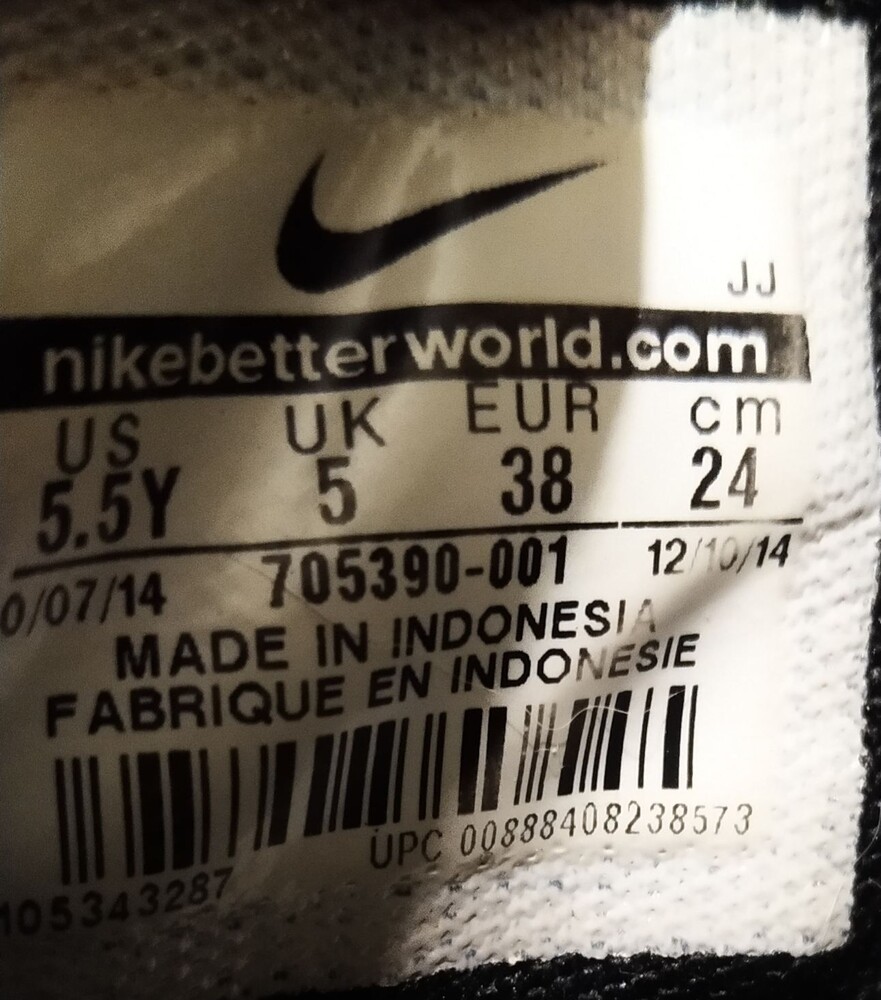 JJ
nikebetterworld.com
US UK EUR cm
5.5Y 5 38 24
0/07/14 705390-001 12/10/14
MADE IN INDONESIA
FABRIQUE EN INDONESIE
UPC 00888408238573
105343287